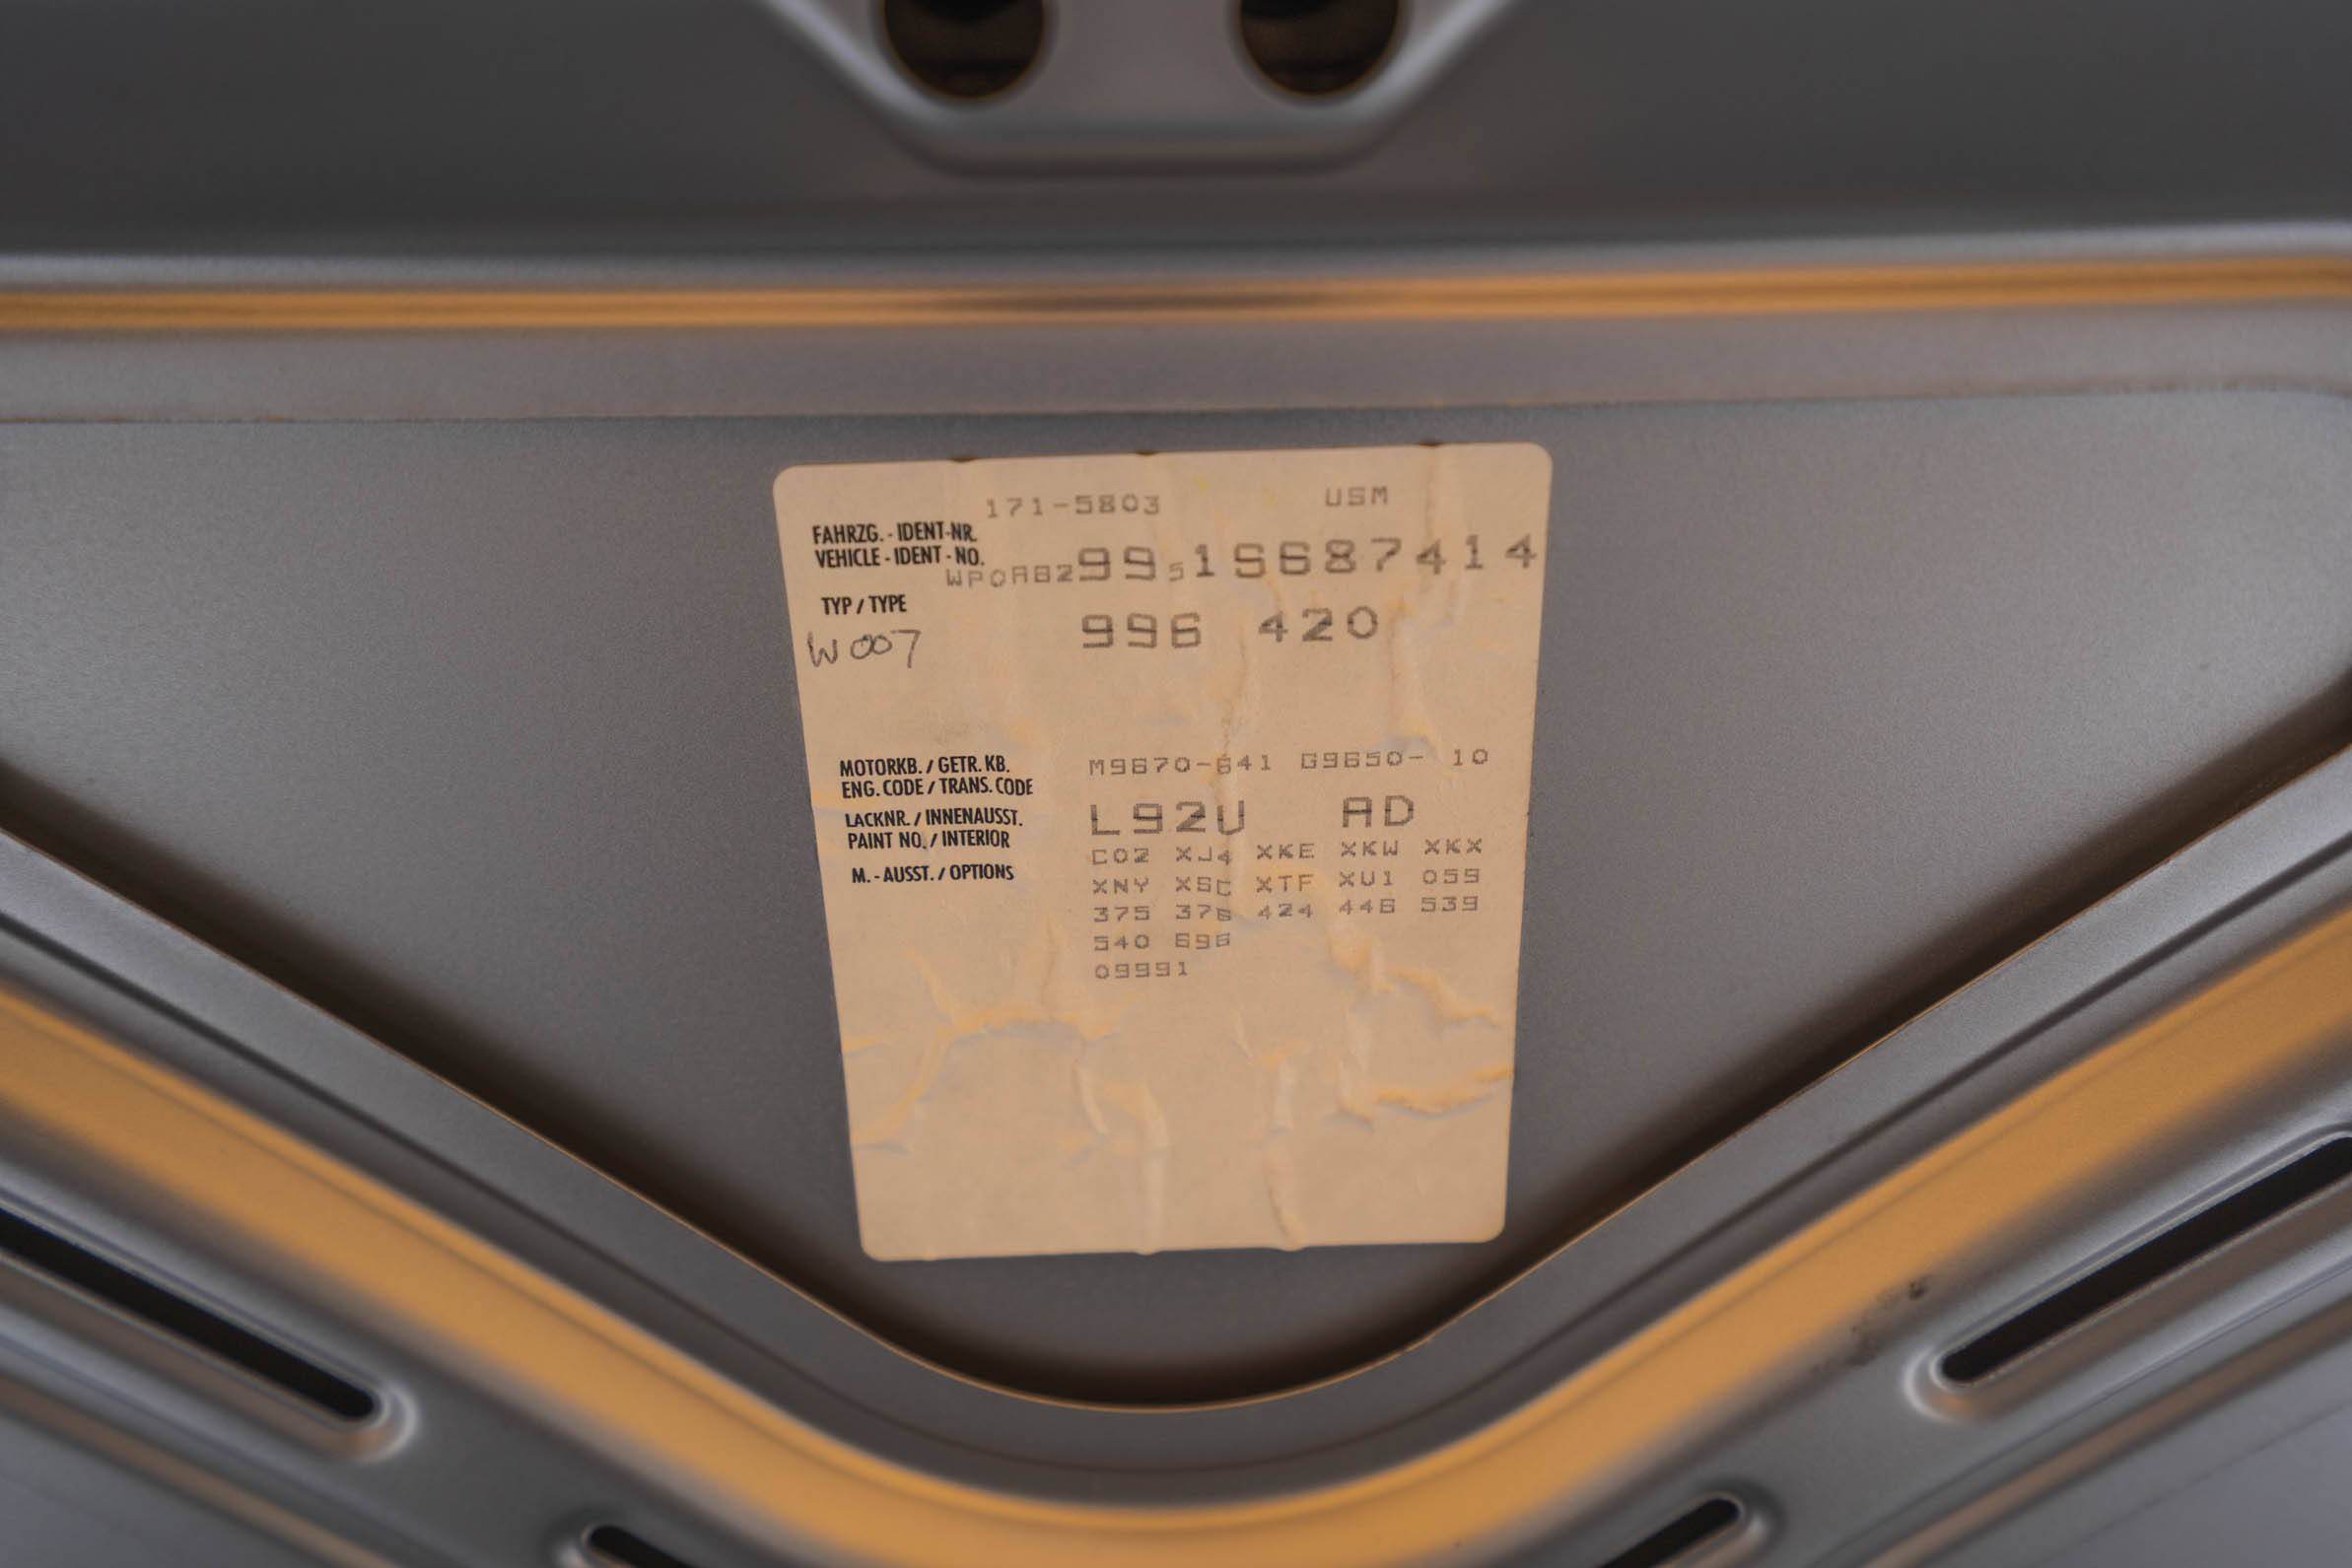 171-5803 USM
FAHRZG. - IDENT-NR.
VEHICLE - IDENT - NO.
WP0AB29951S687414
TYP / TYPE
996 420
W007
MOTORKB. / GETR. KB.
ENG. CODE / TRANS. CODE
M9670-641 G9650- 10
LACKNR. / INNENAUSST.
PAINT NO. / INTERIOR
L92U AD
M. - AUSST. / OPTIONS
C02 XJ4 XKE XKW XKX
XNY XSC XTF XU1 059
375 376 424 446 539
540 696
09991